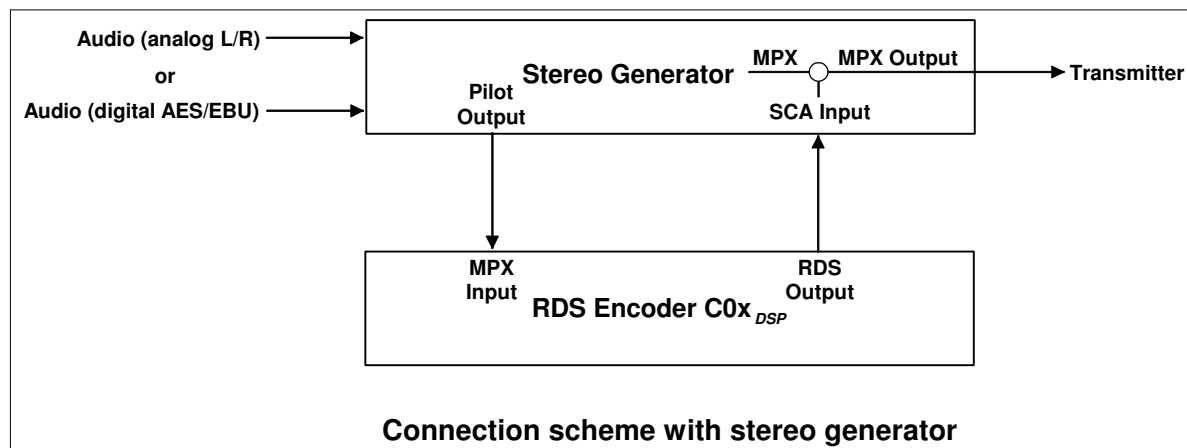 Audio (analog L/R)
or
Audio (digital AES/EBU)
Stereo Generator
MPX
MPX Output
Transmitter
Pilot
Output
SCA Input
MPX
Input
RDS
Output
RDS Encoder C0x DSP
Connection scheme with stereo generator